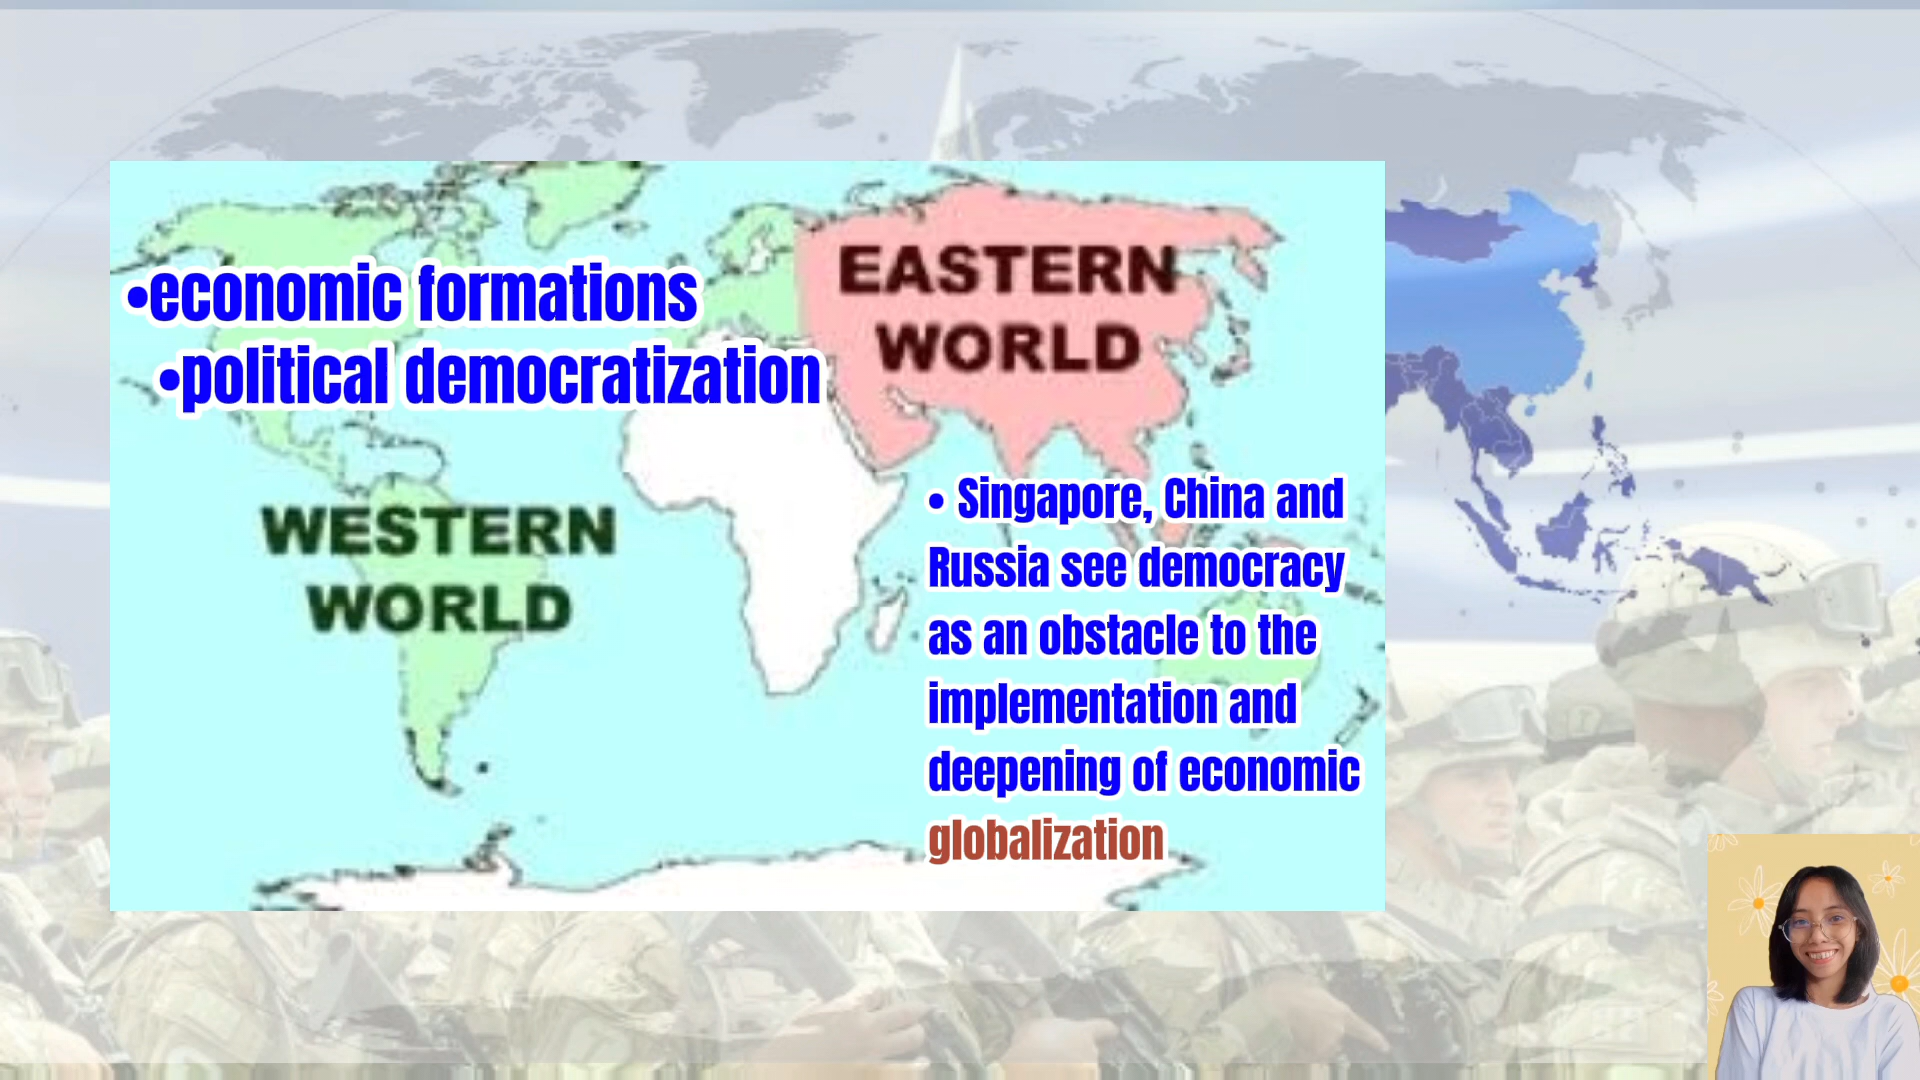 •economic formations
•political democratization
EASTERN
WORLD
WESTERN
WORLD
• Singapore, China and
Russia see democracy
as an obstacle to the
implementation and
deepening of economic
globalization